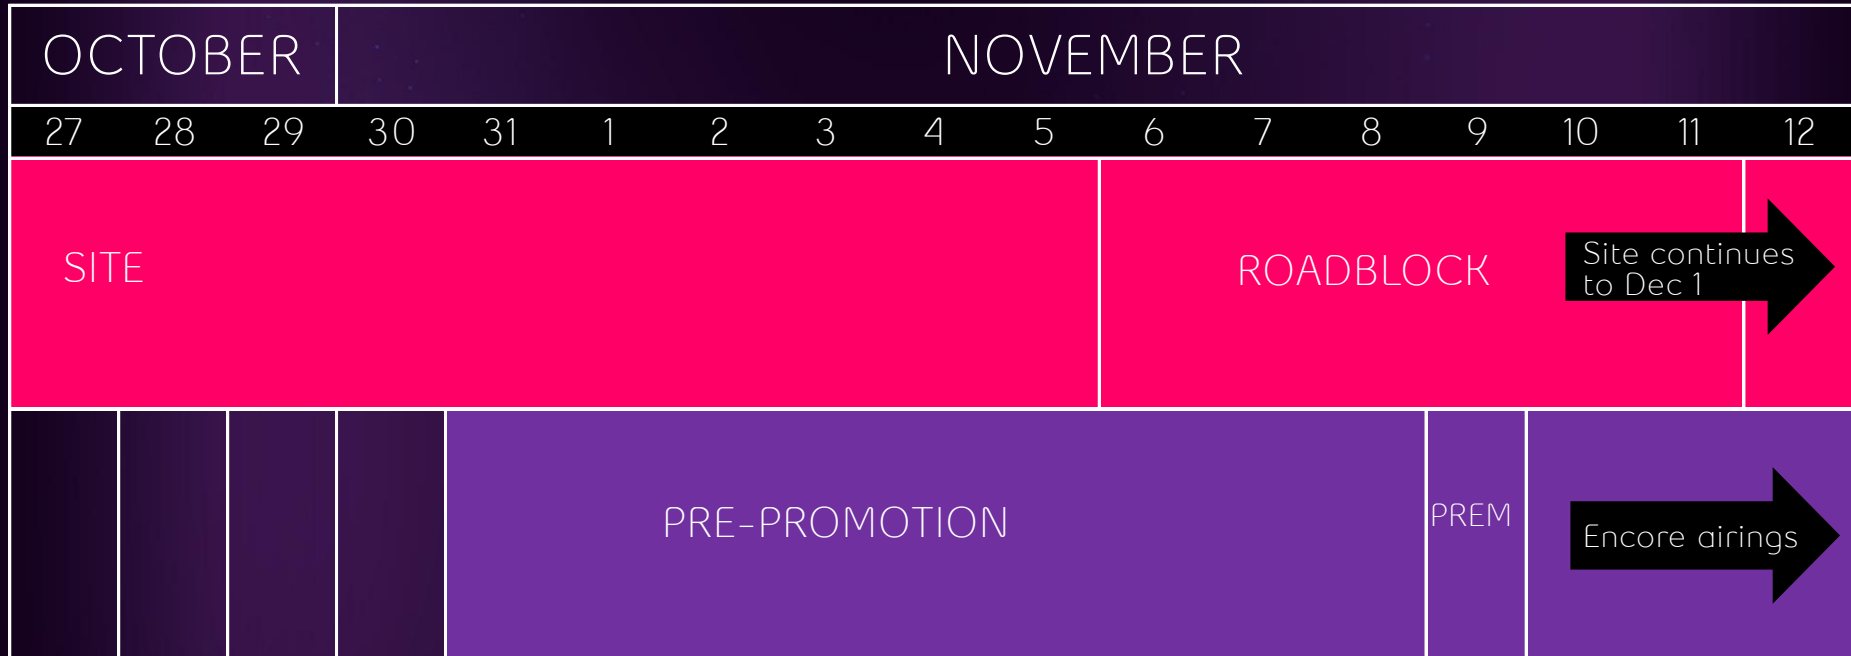 OCTOBER NOVEMBER
27 28 29 30 31 1 2 3 4 5 6 7 8 9 10 11 12
SITE
ROADBLOCK
Site continues
to Dec 1
PRE-PROMOTION
PREM
Encore airings